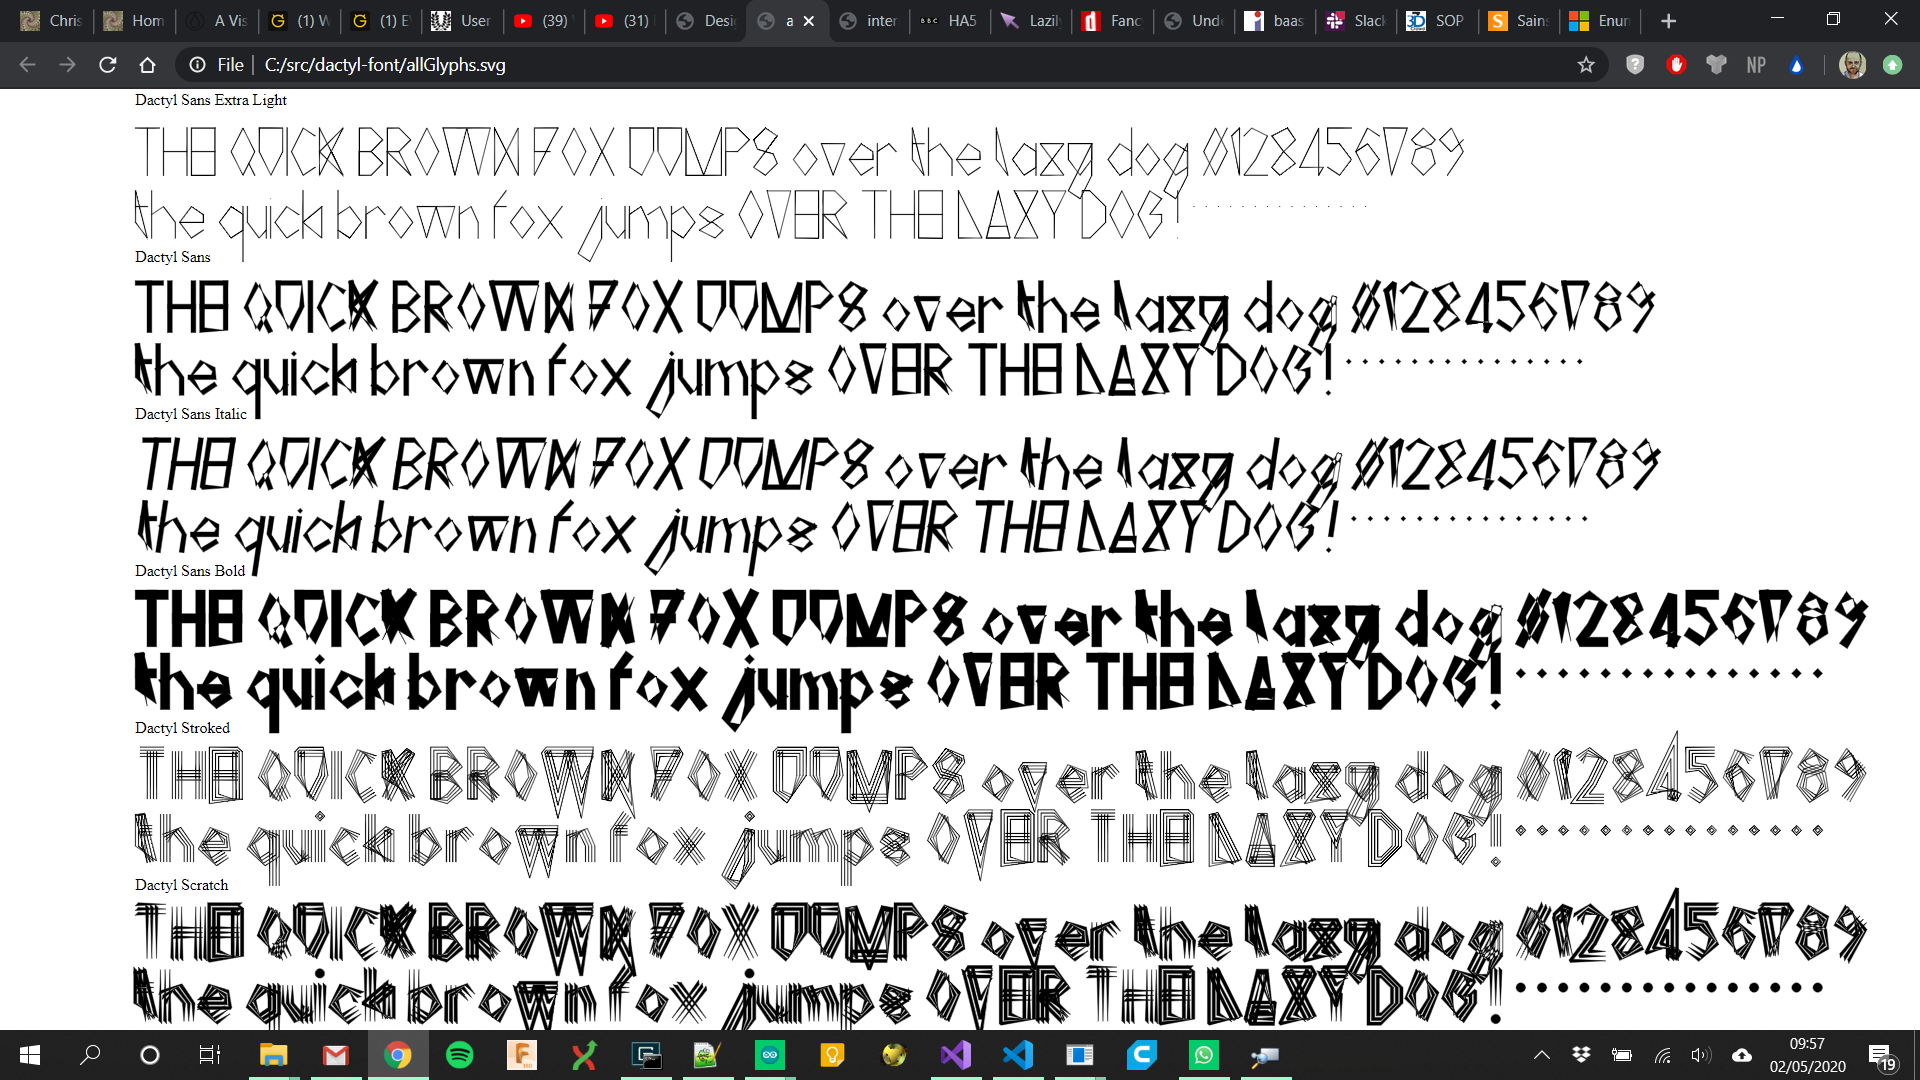 Chris Hom A Vis (1) W (1) E User (39) (31) Desi a inter BBC HA5 Lazil Fanc Unde baas Slack SOP Sains Enum
File C:/src/dactyl-font/allGlyphs.svg NP
Dactyl Sans Extra Light
THE QUICK BROWN FOX JUMPS over the lazy dog 0123456789
the quick brown fox jumps OVER THE LAZY DOG! ...............
Dactyl Sans
THE QUICK BROWN FOX JUMPS over the lazy dog 0123456789
the quick brown fox jumps OVER THE LAZY DOG! ...............
Dactyl Sans Italic
THE QUICK BROWN FOX JUMPS over the lazy dog 0123456789
the quick brown fox jumps OVER THE LAZY DOG! ...............
Dactyl Sans Bold
THE QUICK BROWN FOX JUMPS over the lazy dog 0123456789
the quick brown fox jumps OVER THE LAZY DOG! ...............
Dactyl Stroked
THE QUICK BROWN FOX JUMPS over the lazy dog 0123456789
the quick brown fox jumps OVER THE LAZY DOG! ...............
Dactyl Scratch
THE QUICK BROWN FOX JUMPS over the lazy dog 0123456789
the quick brown fox jumps OVER THE LAZY DOG! ...............
09:57
02/05/2020
19